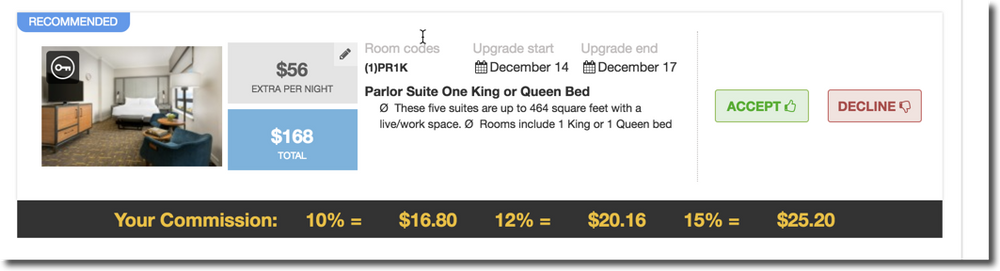 RECOMMENDED
$56
EXTRA PER NIGHT
$168
TOTAL
Room codes
Upgrade start
Upgrade end
(1)PR1K
December 14
December 17
Parlor Suite One King or Queen Bed
Ø These five suites are up to 464 square feet with a
live/work space. Ø Rooms include 1 King or 1 Queen bed
ACCEPT
DECLINE
Your Commission: 10% = $16.80 12% = $20.16 15% = $25.20